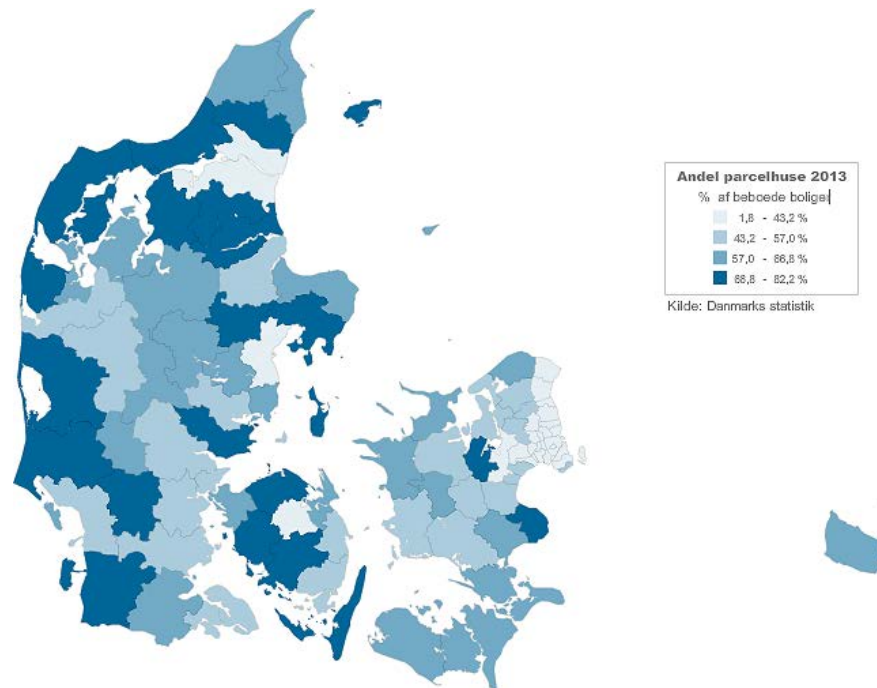 Andel parcelhuse 2013
% af beboede boliger
1,8 - 43,2 %
43,2 - 57,0 %
57,0 - 66,8 %
66,8 - 82,2 %
Kilde: Danmarks statistik